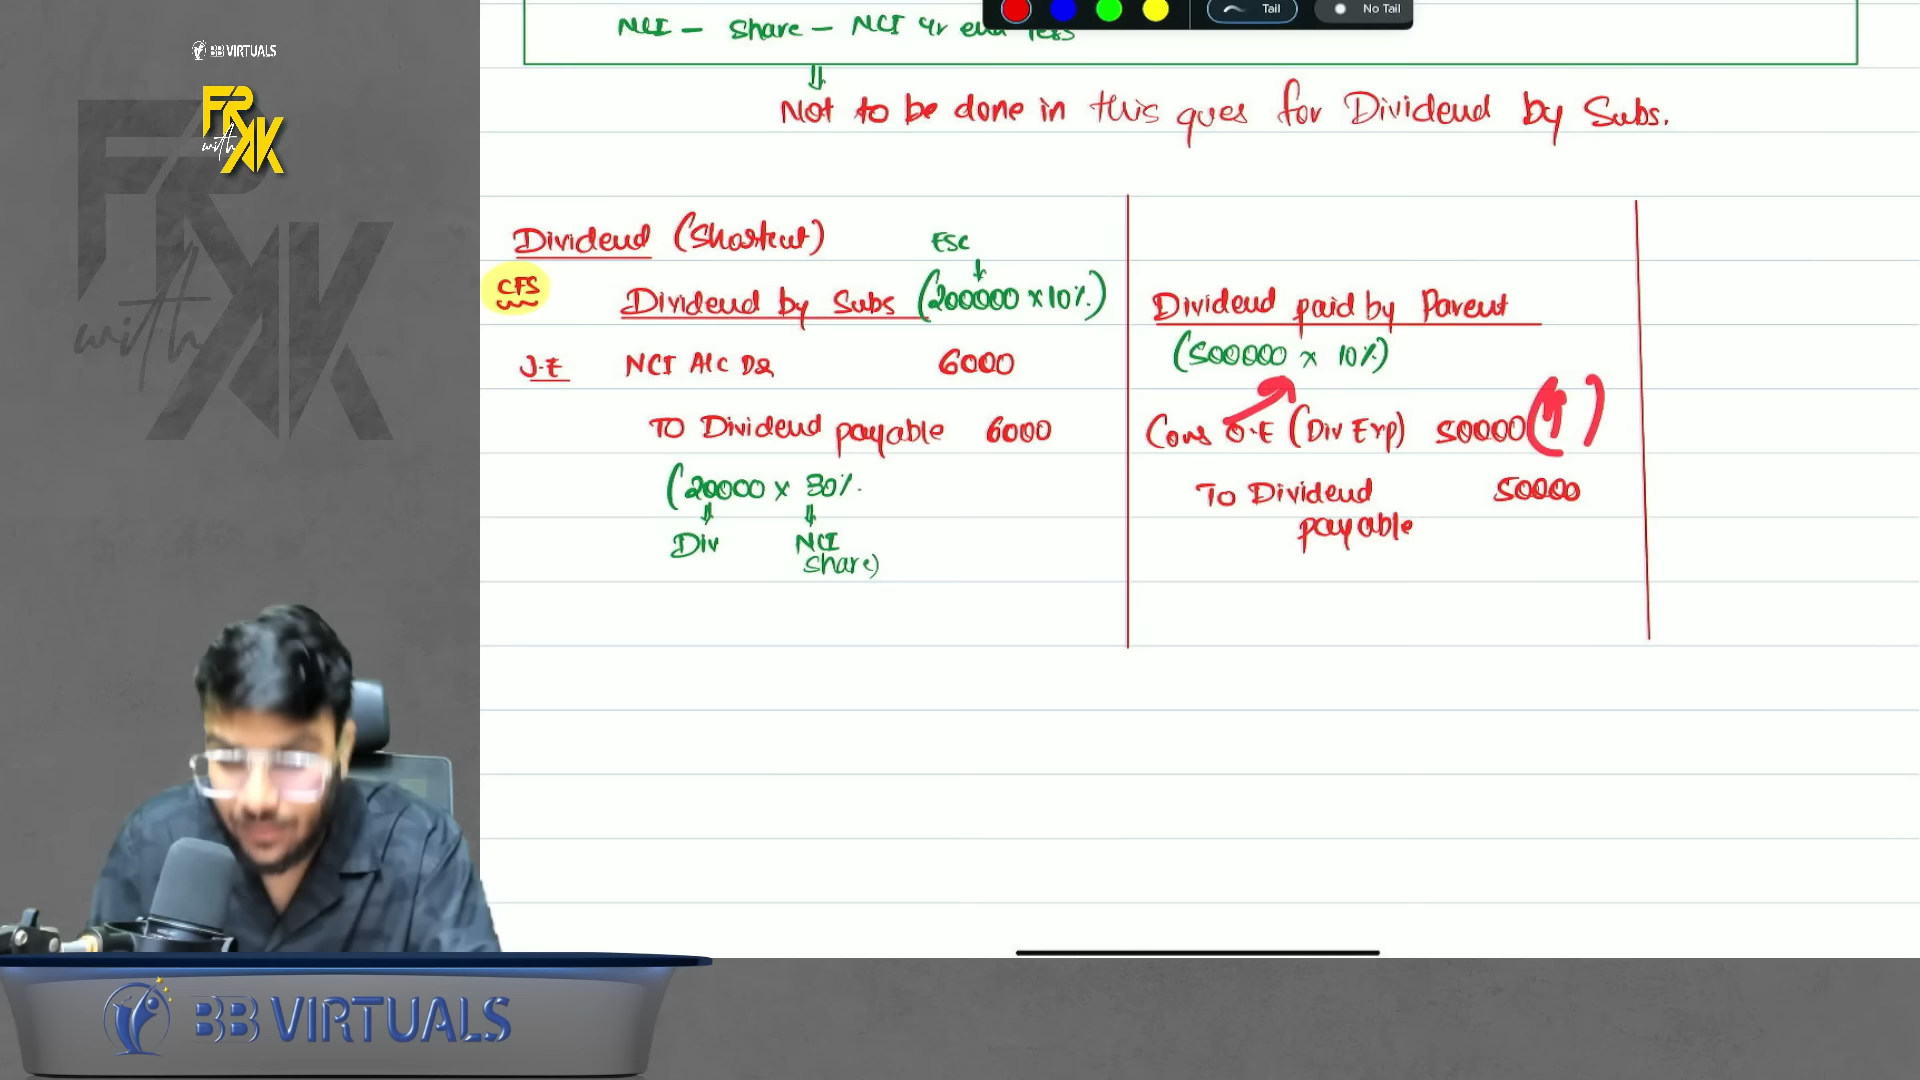 NCI – Share – NCI yr end less
Tail
No Tail
BB VIRTUALS
FR
with
KK
Not to be done in this ques for Dividend by Subs.
Dividend (Shortcut)
ESC
CFS
Dividend by Subs (200000 x 10%)
J.E
NCI A/c Dr 6000
TO Dividend payable 6000
(20000 x 30%
Div
NCI
share)
Dividend paid by Parent
(500000 x 10%)
Cons O.E (Div Exp) 50000
To Dividend 50000
payable
BB VIRTUALS